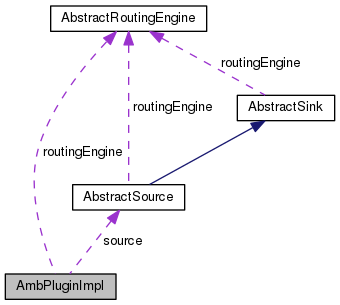 AbstractRoutingEngine
routingEngine
AbstractSink
routingEngine
routingEngine
AbstractSource
source
AmbPluginImpl